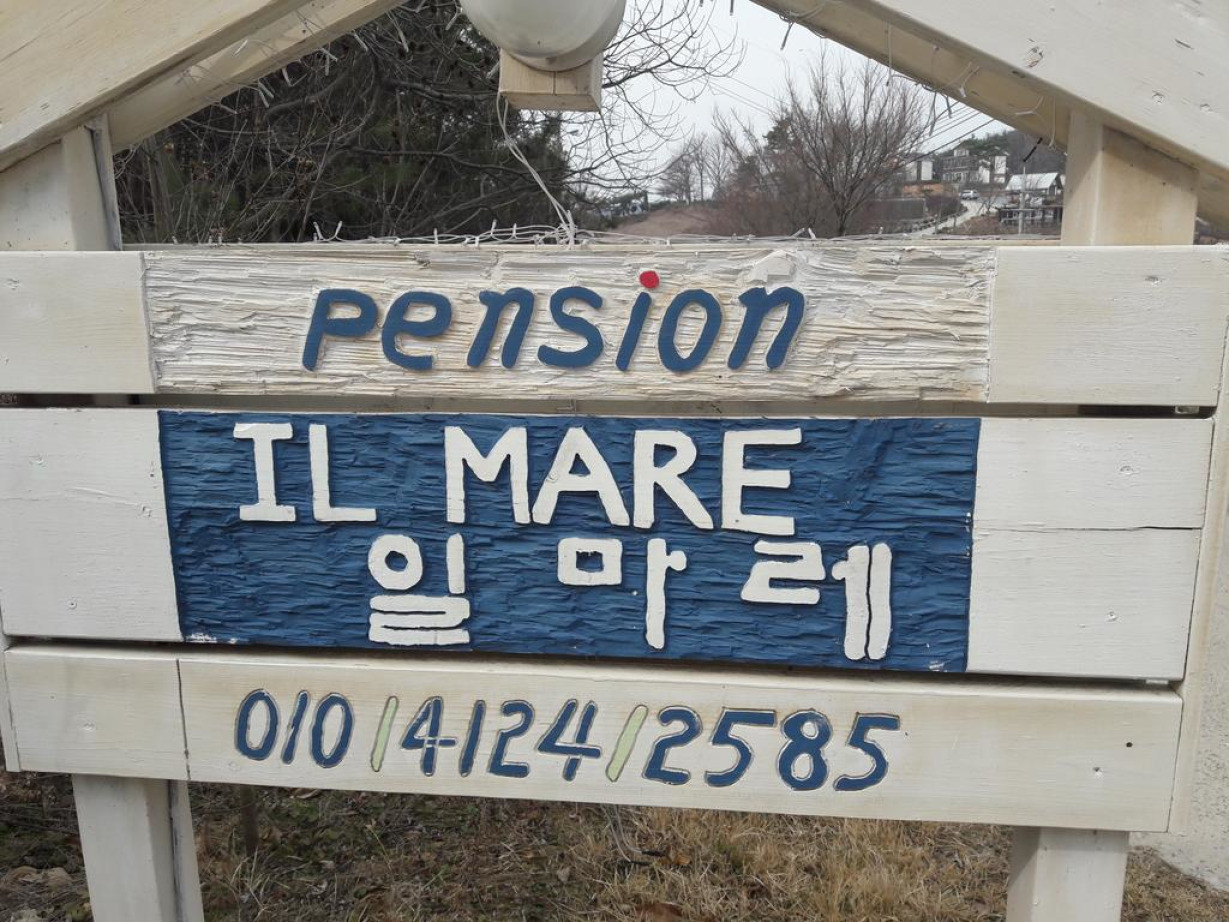 pension
IL MARE
일 마 레
010/4124/2585